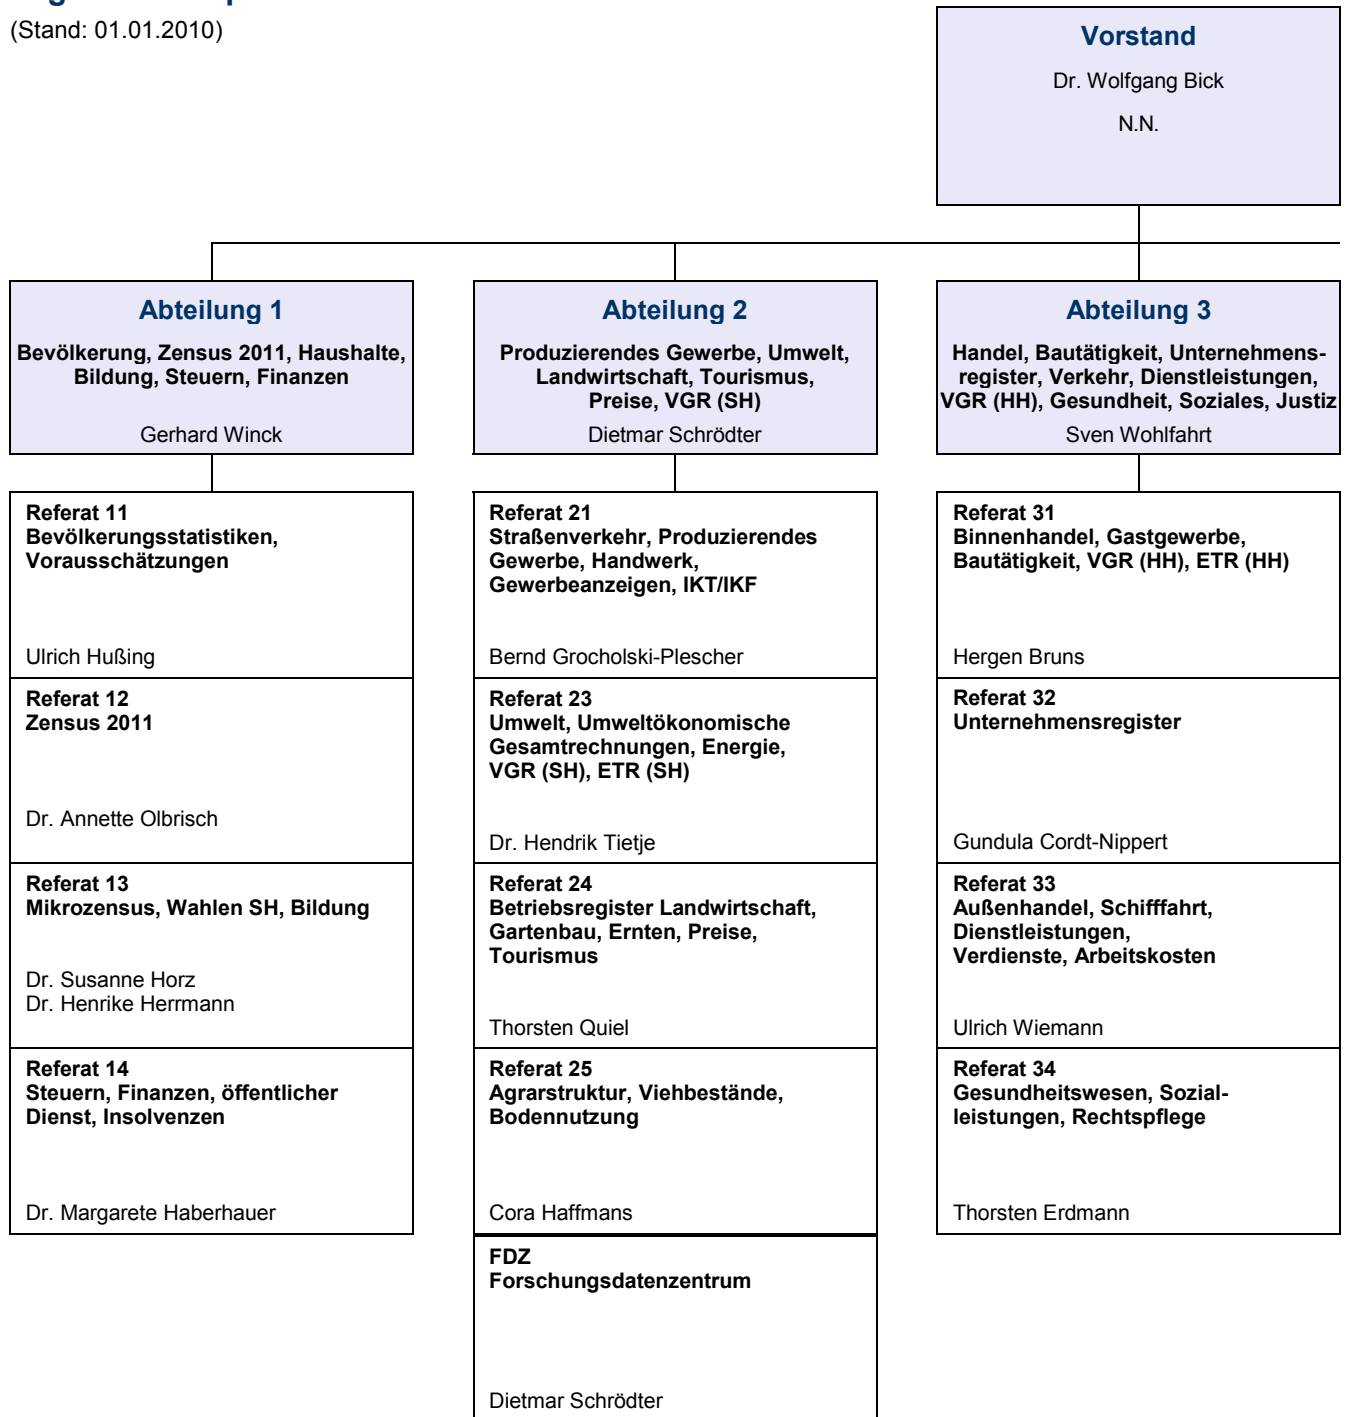 (Stand: 01.01.2010)
Vorstand
Dr. Wolfgang Bick
N.N.
Abteilung 1
Bevölkerung, Zensus 2011, Haushalte,
Bildung, Steuern, Finanzen
Gerhard Winck
Abteilung 2
Produzierendes Gewerbe, Umwelt,
Landwirtschaft, Tourismus,
Preise, VGR (SH)
Dietmar Schrödter
Abteilung 3
Handel, Bautätigkeit, Unternehmens-
register, Verkehr, Dienstleistungen,
VGR (HH), Gesundheit, Soziales, Justiz
Sven Wohlfahrt
Referat 11
Bevölkerungsstatistiken,
Vorausschätzungen
Ulrich Hußing
Referat 12
Zensus 2011
Dr. Annette Olbrisch
Referat 13
Mikrozensus, Wahlen SH, Bildung
Dr. Susanne Horz
Dr. Henrike Herrmann
Referat 14
Steuern, Finanzen, öffentlicher
Dienst, Insolvenzen
Dr. Margarete Haberhauer
Referat 21
Straßenverkehr, Produzierendes
Gewerbe, Handwerk,
Gewerbeanzeigen, IKT/IKF
Bernd Grocholski-Plescher
Referat 23
Umwelt, Umweltökonomische
Gesamtrechnungen, Energie,
VGR (SH), ETR (SH)
Dr. Hendrik Tietje
Referat 24
Betriebsregister Landwirtschaft,
Gartenbau, Ernten, Preise,
Tourismus
Thorsten Quiel
Referat 25
Agrarstruktur, Viehbestände,
Bodennutzung
Cora Haffmans
FDZ
Forschungsdatenzentrum
Dietmar Schrödter
Referat 31
Binnenhandel, Gastgewerbe,
Bautätigkeit, VGR (HH), ETR (HH)
Hergen Bruns
Referat 32
Unternehmensregister
Gundula Cordt-Nippert
Referat 33
Außenhandel, Schifffahrt,
Dienstleistungen,
Verdienste, Arbeitskosten
Ulrich Wiemann
Referat 34
Gesundheitswesen, Sozial-
leistungen, Rechtspflege
Thorsten Erdmann